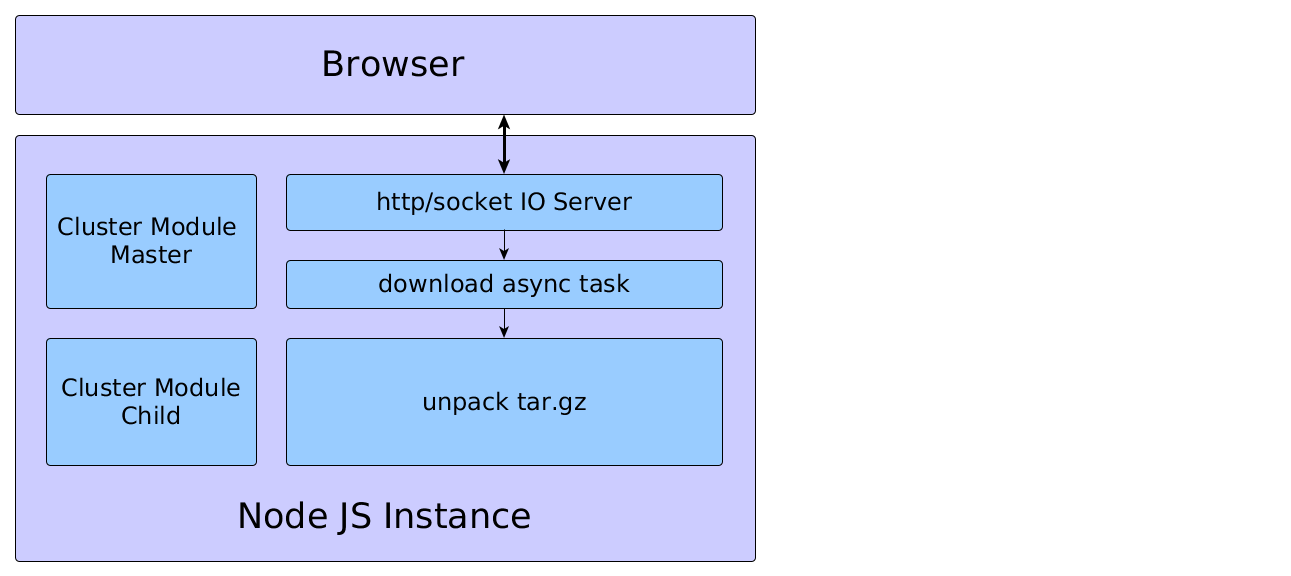 Browser
Cluster Module
Master
http/socket IO Server
download async task
Cluster Module
Child
unpack tar.gz
Node JS Instance